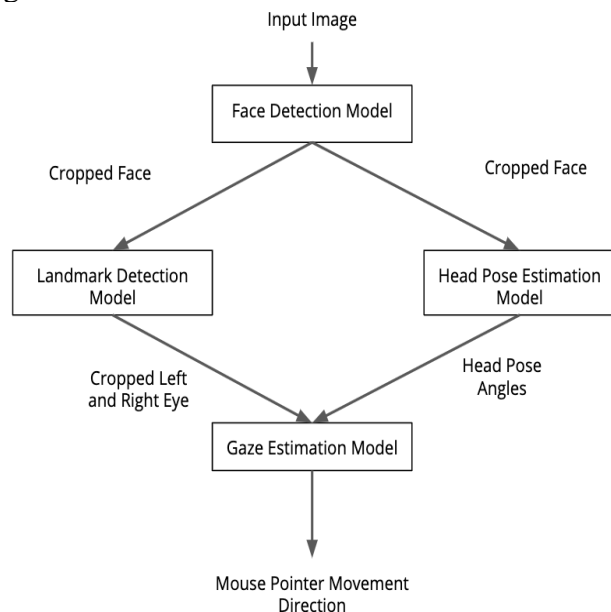 Input Image
Face Detection Model
Cropped Face
Cropped Face
Landmark Detection
Model
Head Pose Estimation
Model
Cropped Left
and Right Eye
Head Pose
Angles
Gaze Estimation Model
Mouse Pointer Movement
Direction